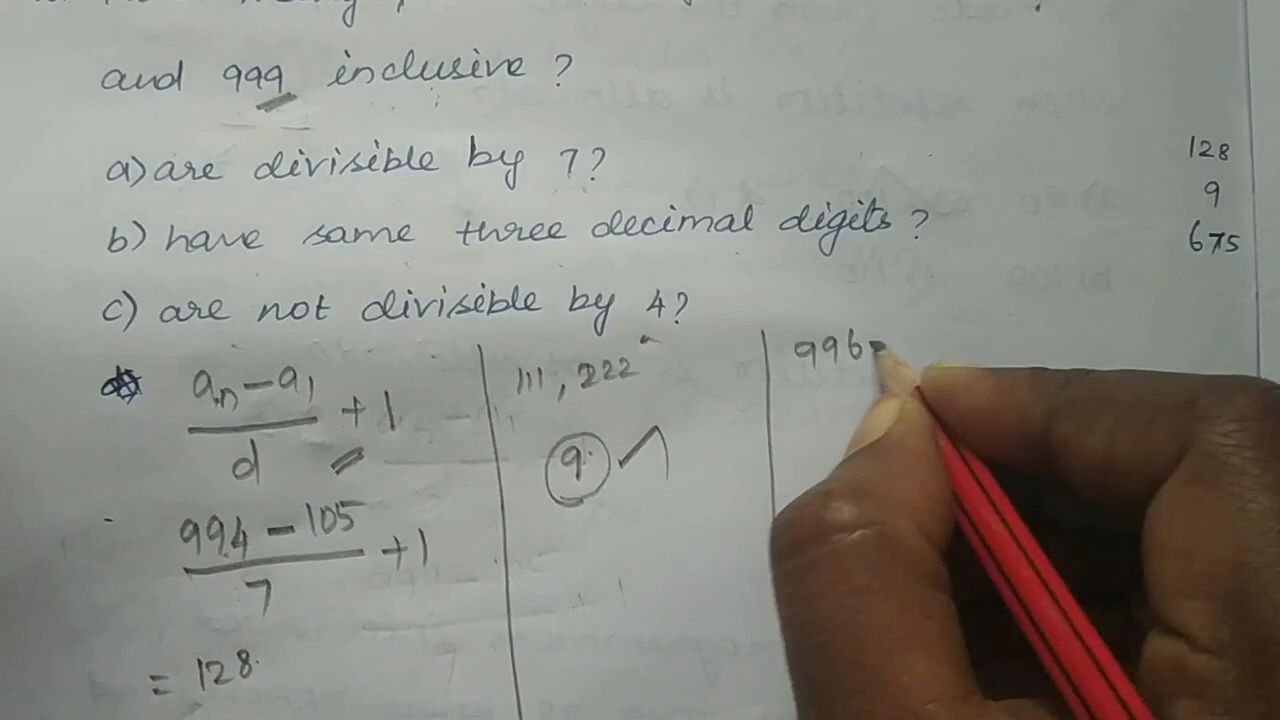 and 999 inclusive ?
a) are divisible by 7?
128
b) have same three decimal digits ?
9
675
c) are not divisible by 4?
an - a1 / d + 1
111, 222
9
996
994 - 105 / 7 + 1
= 128